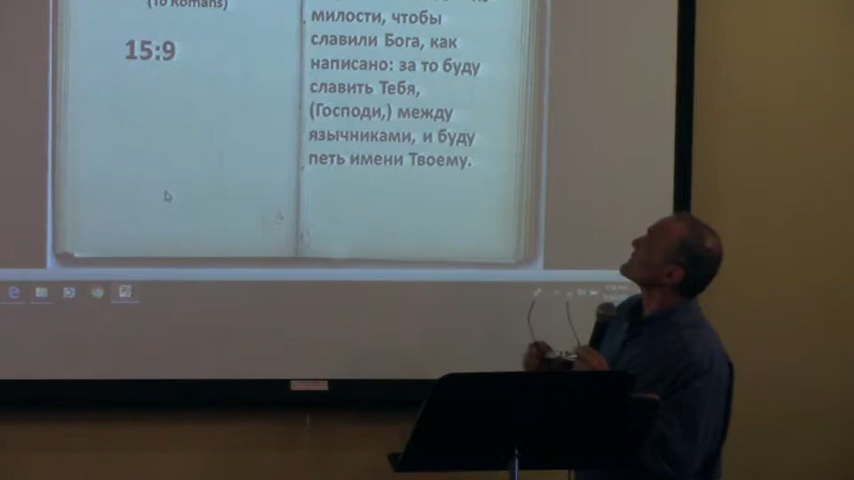 (To Romans)
15:9
милости, чтобы
славили Бога, как
написано: за то буду
славить Тебя,
(Господи,) между
язычниками, и буду
петь имени Твоему.